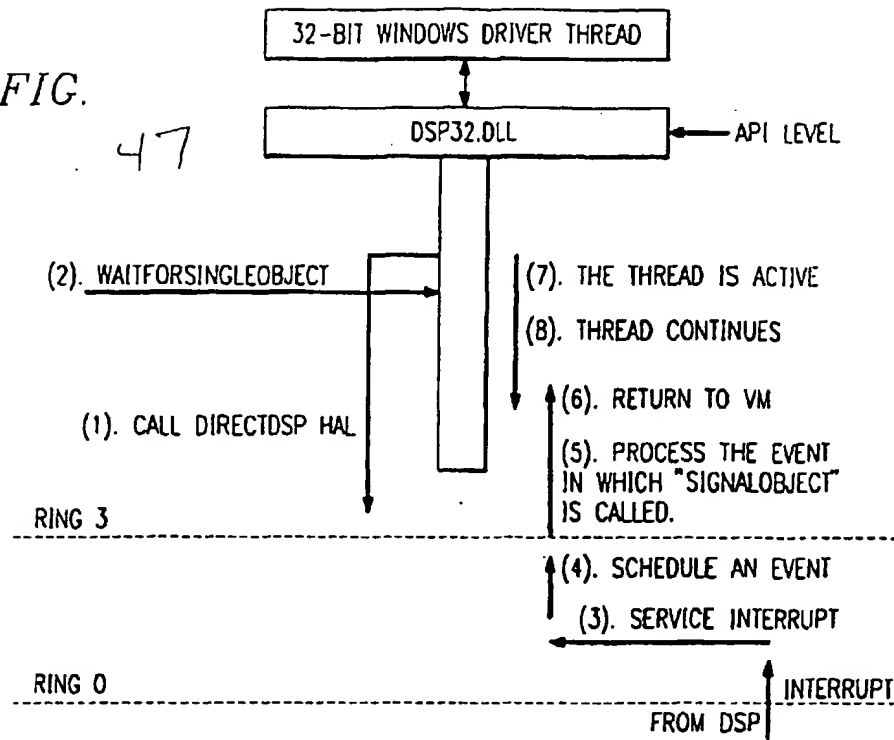 32-BIT WINDOWS DRIVER THREAD
FIG.
47
DSP32.DLL
API LEVEL
(2). WAITFORSINGLEOBJECT
(7). THE THREAD IS ACTIVE
(8). THREAD CONTINUES
(1). CALL DIRECTDSP HAL
(6). RETURN TO VM
(5). PROCESS THE EVENT
IN WHICH "SIGNALOBJECT"
IS CALLED.
RING 3
(4). SCHEDULE AN EVENT
(3). SERVICE INTERRUPT
RING 0
INTERRUPT
FROM DSP